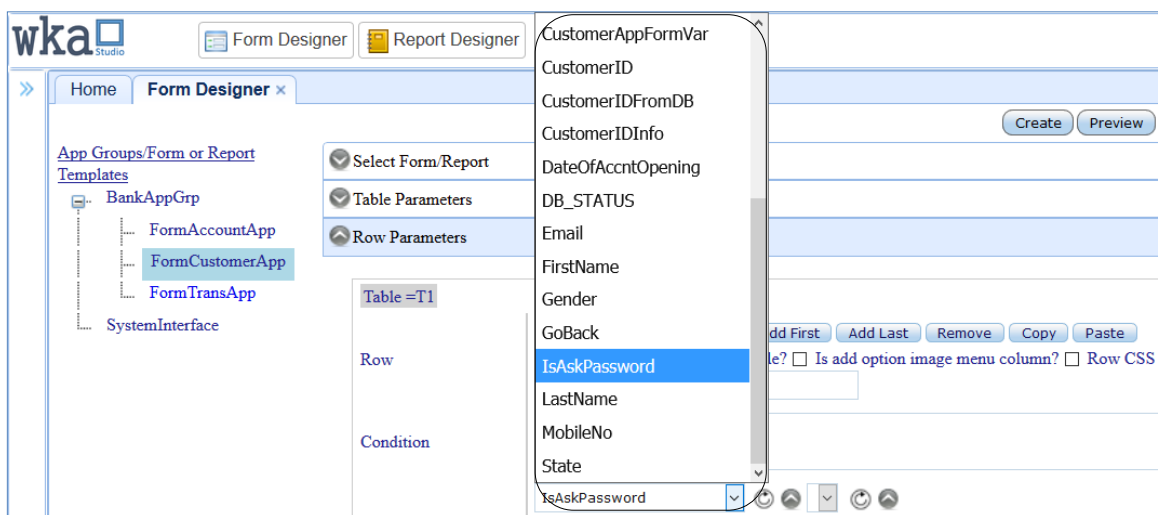 wka
Studio
Form Designer
Report Designer
Home
Form Designer ×
Create
Preview
App Groups/Form or Report
Templates
BankAppGrp
FormAccountApp
FormCustomerApp
FormTransApp
SystemInterface
Select Form/Report
Table Parameters
Row Parameters
Table =T1
Row
Condition
CustomerAppFormVar
CustomerID
CustomerIDFromDB
CustomerIDInfo
DateOfAccntOpening
DB_STATUS
Email
FirstName
Gender
GoBack
IsAskPassword
LastName
MobileNo
State
IsAskPassword
dd First
Add Last
Remove
Copy
Paste
le? Is add option image menu column? Row CSS